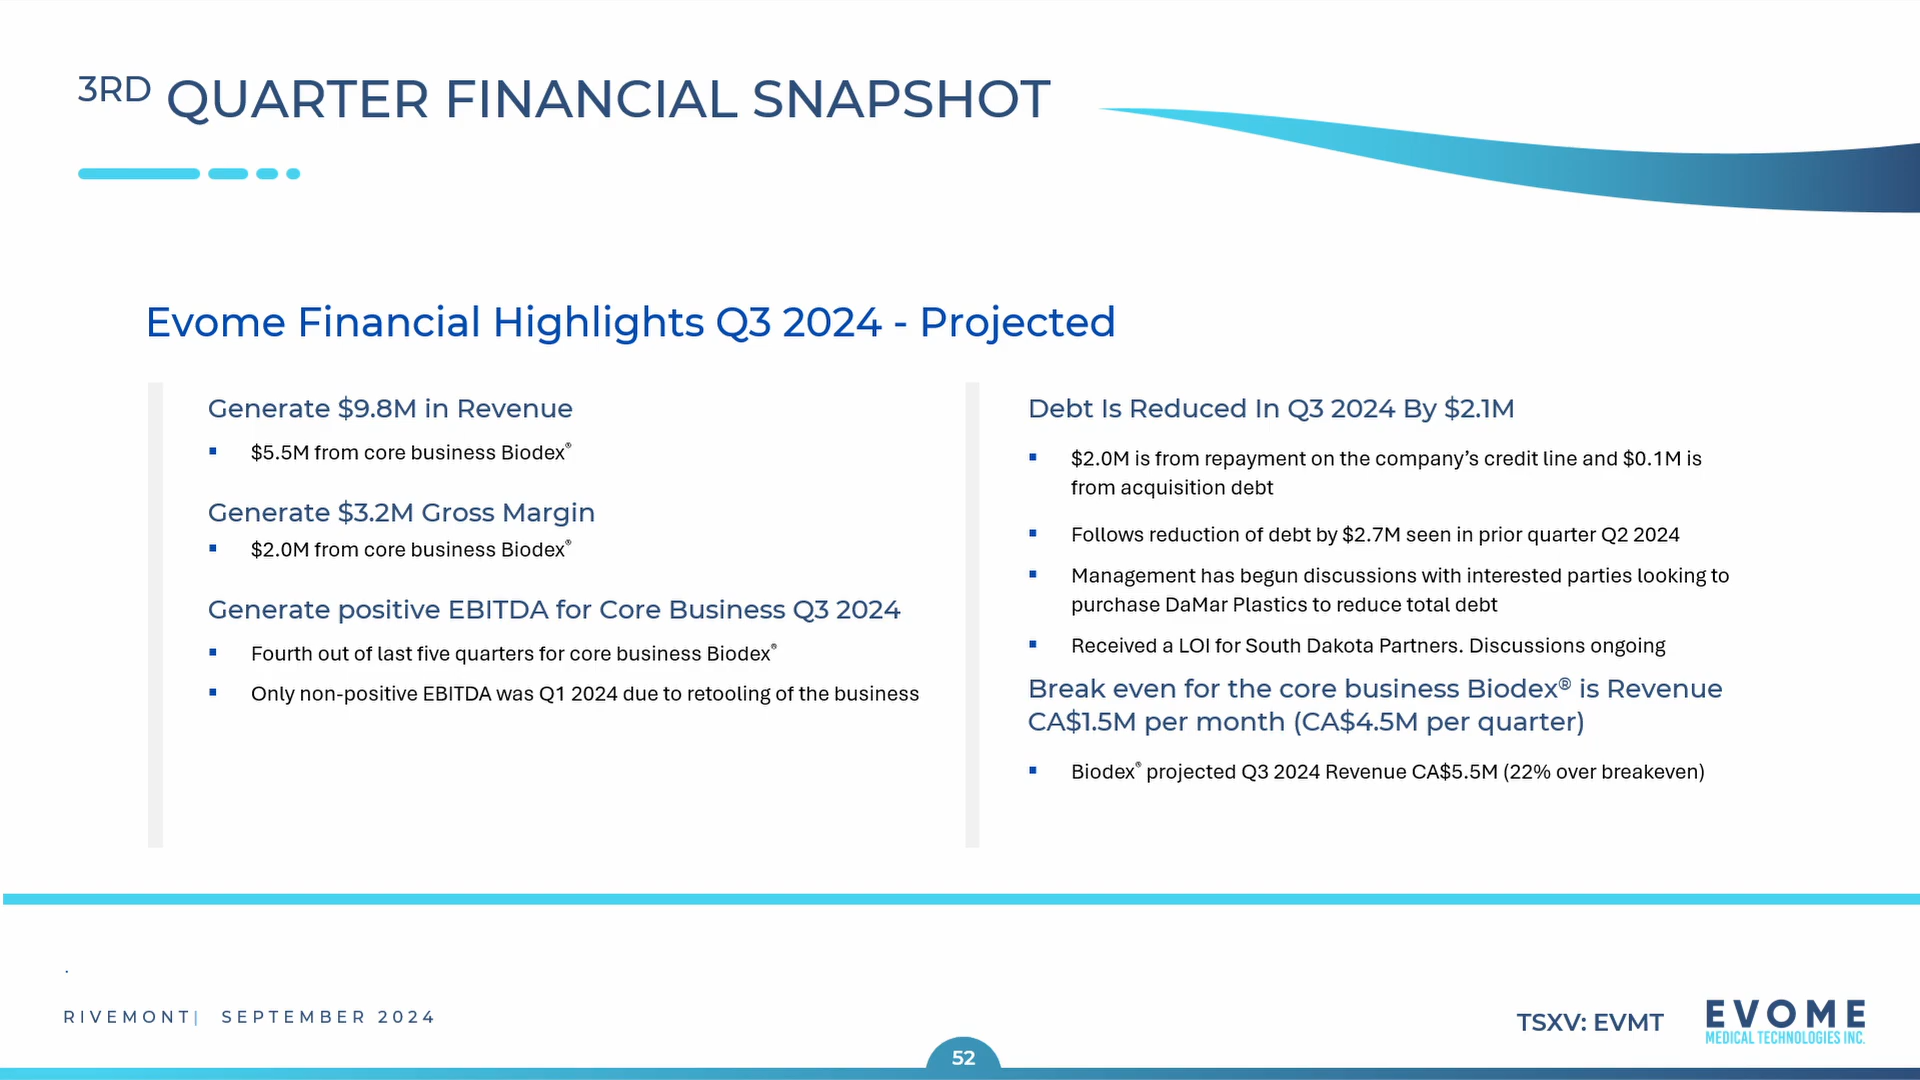 3RD QUARTER FINANCIAL SNAPSHOT
Evome Financial Highlights Q3 2024 - Projected
Generate $9.8M in Revenue
▪ $5.5M from core business Biodex®
Generate $3.2M Gross Margin
▪ $2.0M from core business Biodex®
Generate positive EBITDA for Core Business Q3 2024
▪ Fourth out of last five quarters for core business Biodex®
▪ Only non-positive EBITDA was Q1 2024 due to retooling of the business
Debt Is Reduced In Q3 2024 By $2.1M
▪ $2.0M is from repayment on the company’s credit line and $0.1M is
from acquisition debt
▪ Follows reduction of debt by $2.7M seen in prior quarter Q2 2024
▪ Management has begun discussions with interested parties looking to
purchase DaMar Plastics to reduce total debt
▪ Received a LOI for South Dakota Partners. Discussions ongoing
Break even for the core business Biodex® is Revenue
CA$1.5M per month (CA$4.5M per quarter)
▪ Biodex® projected Q3 2024 Revenue CA$5.5M (22% over breakeven)
.
RIVEMONT| SEPTEMBER 2024
52
TSXV: EVMT
EVOME
MEDICAL TECHNOLOGIES INC.